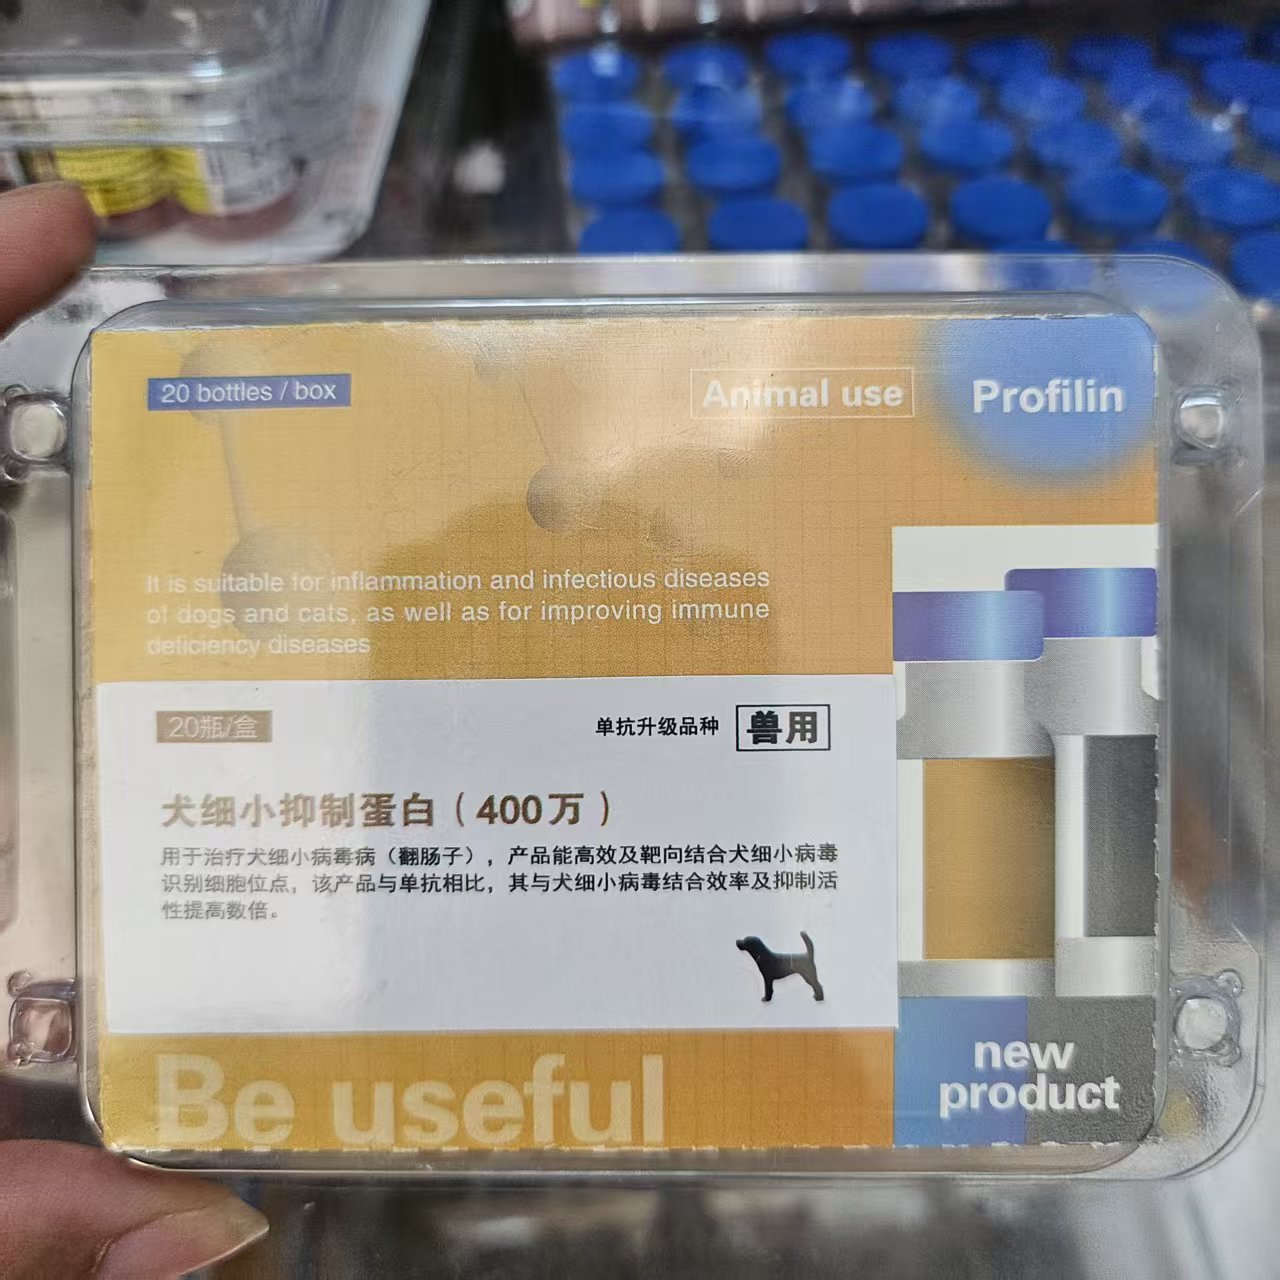 20 bottles / box
Animal use
Profilin
It is suitable for inflammation and infectious diseases
of dogs and cats, as well as for improving immune
deficiency diseases
20瓶/盒
单抗升级品种
兽用
犬细小抑制蛋白（400万）
用于治疗犬细小病毒病（翻肠子），产品能高效及靶向结合犬细小病毒
识别细胞位点，该产品与单抗相比，其与犬细小病毒结合效率及抑制活
性提高数倍。
Be useful
new
product